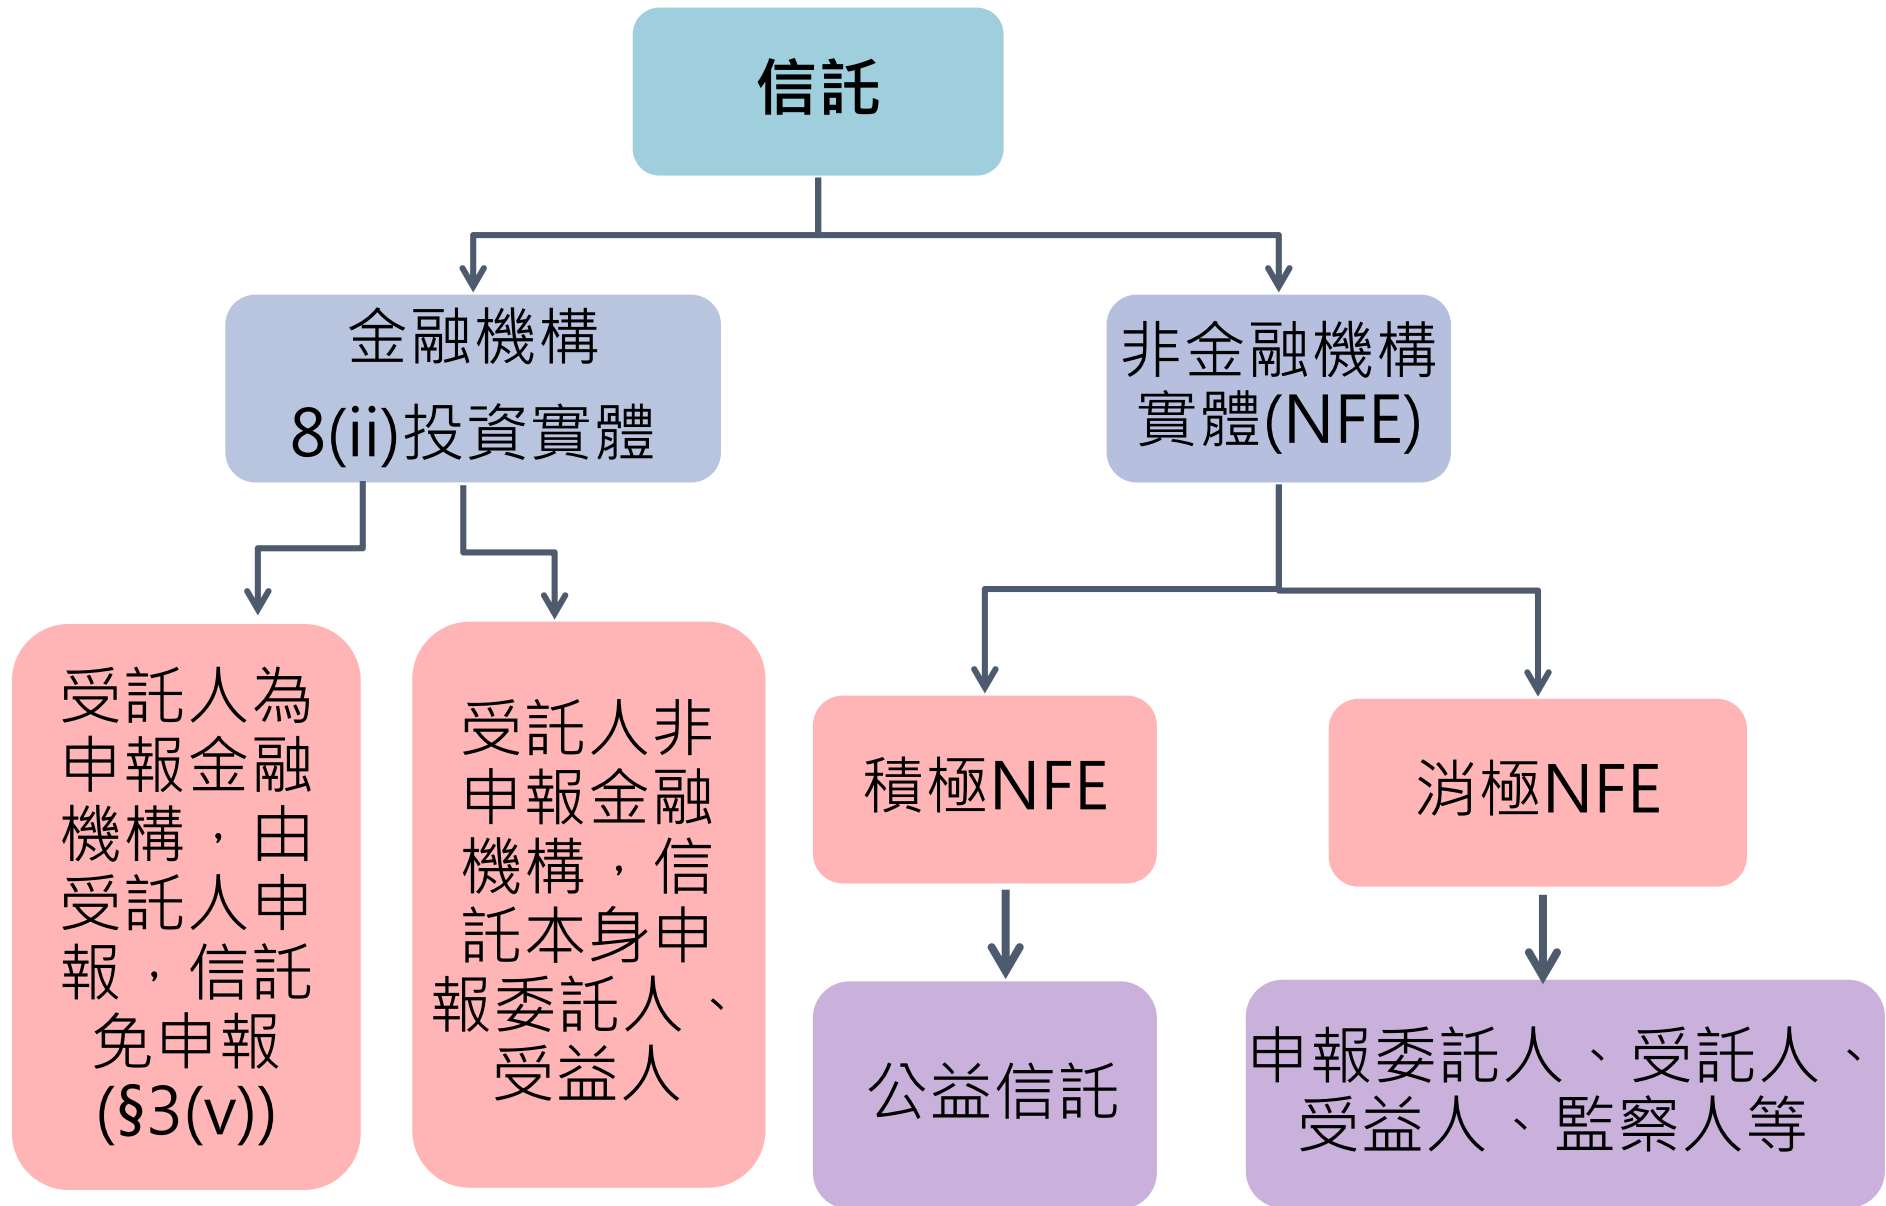 信託
金融機構
8(ii)投資實體
非金融機構
實體(NFE)
受託人為
申報金融
機構，由
受託人申
報，信託
免申報
(§3(v))
受託人非
申報金融
機構，信
託本身申
報委託人、
受益人
積極NFE
消極NFE
公益信託
申報委託人、受託人、
受益人、監察人等